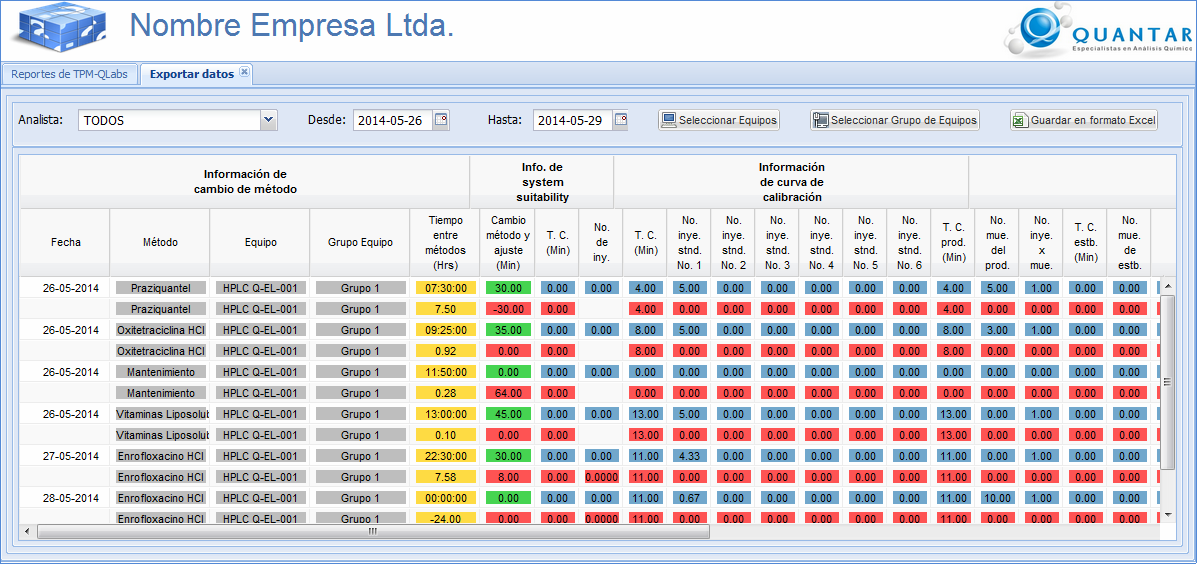 Nombre Empresa Ltda.
QUANTAR
Especialistas en Análisis Químico
Reportes de TPM-QLabs
Exportar datos
Analista: TODOS Desde: 2014-05-26 Hasta: 2014-05-29 Seleccionar Equipos Seleccionar Grupo de Equipos Guardar en formato Excel
Información de
cambio de método
Info. de
system
suitability
Información
de curva de
calibración
Fecha
Método
Equipo
Grupo Equipo
Tiempo
entre
métodos
(Hrs)
Cambio
método y
ajuste
(Min)
T. C.
(Min)
No.
de
iny.
T. C.
(Min)
No.
inye.
stnd.
No. 1
No.
inye.
stnd.
No. 2
No.
inye.
stnd.
No. 3
No.
inye.
stnd.
No. 4
No.
inye.
stnd.
No. 5
No.
inye.
stnd.
No. 6
T. C.
prod.
(Min)
No.
mue.
del
prod.
No.
inye.
x
mue.
T. C.
estb.
(Min)
No.
mue.
de
estb.
26-05-2014 Praziquantel HPLC Q-EL-001 Grupo 1 07:30:00 30.00 0.00 0.00 4.00 5.00 0.00 0.00 0.00 0.00 0.00 4.00 5.00 1.00 0.00 0.00
Praziquantel HPLC Q-EL-001 Grupo 1 7.50 -30.00 0.00 4.00 0.00 0.00 0.00 0.00 0.00 0.00 4.00 0.00 0.00 0.00 0.00
26-05-2014 Oxitetraciclina HCl HPLC Q-EL-001 Grupo 1 09:25:00 35.00 0.00 0.00 8.00 5.00 0.00 0.00 0.00 0.00 0.00 8.00 3.00 1.00 0.00 0.00
Oxitetraciclina HCl HPLC Q-EL-001 Grupo 1 0.92 0.00 0.00 8.00 0.00 0.00 0.00 0.00 0.00 0.00 8.00 0.00 0.00 0.00 0.00
26-05-2014 Mantenimiento HPLC Q-EL-001 Grupo 1 11:50:00 0.00 0.00 0.00 0.00 0.00 0.00 0.00 0.00 0.00 0.00 0.00 0.00 1.00 0.00 0.00
Mantenimiento HPLC Q-EL-001 Grupo 1 0.28 64.00 0.00 0.00 0.00 0.00 0.00 0.00 0.00 0.00 0.00 0.00 0.00 0.00 0.00
26-05-2014 Vitaminas Liposolub HPLC Q-EL-001 Grupo 1 13:00:00 45.00 0.00 0.00 13.00 5.00 0.00 0.00 0.00 0.00 0.00 13.00 0.00 1.00 0.00 0.00
Vitaminas Liposolub HPLC Q-EL-001 Grupo 1 0.10 0.00 0.00 13.00 0.00 0.00 0.00 0.00 0.00 0.00 13.00 0.00 0.00 0.00 0.00
27-05-2014 Enrofloxacino HCl HPLC Q-EL-001 Grupo 1 22:30:00 30.00 0.00 0.00 11.00 4.33 0.00 0.00 0.00 0.00 0.00 11.00 0.00 1.00 0.00 0.00
Enrofloxacino HCl HPLC Q-EL-001 Grupo 1 7.58 8.00 0.00 0.0000 11.00 0.00 0.00 0.00 0.00 0.00 0.00 11.00 0.00 0.00 0.00 0.00
28-05-2014 Enrofloxacino HCl HPLC Q-EL-001 Grupo 1 00:00:00 0.00 0.00 0.00 11.00 0.67 0.00 0.00 0.00 0.00 0.00 11.00 10.00 1.00 0.00 0.00
Enrofloxacino HCl HPLC Q-EL-001 Grupo 1 -24.00 0.00 0.00 0.0000 11.00 0.00 0.00 0.00 0.00 0.00 0.00 11.00 0.00 0.00 0.00 0.00